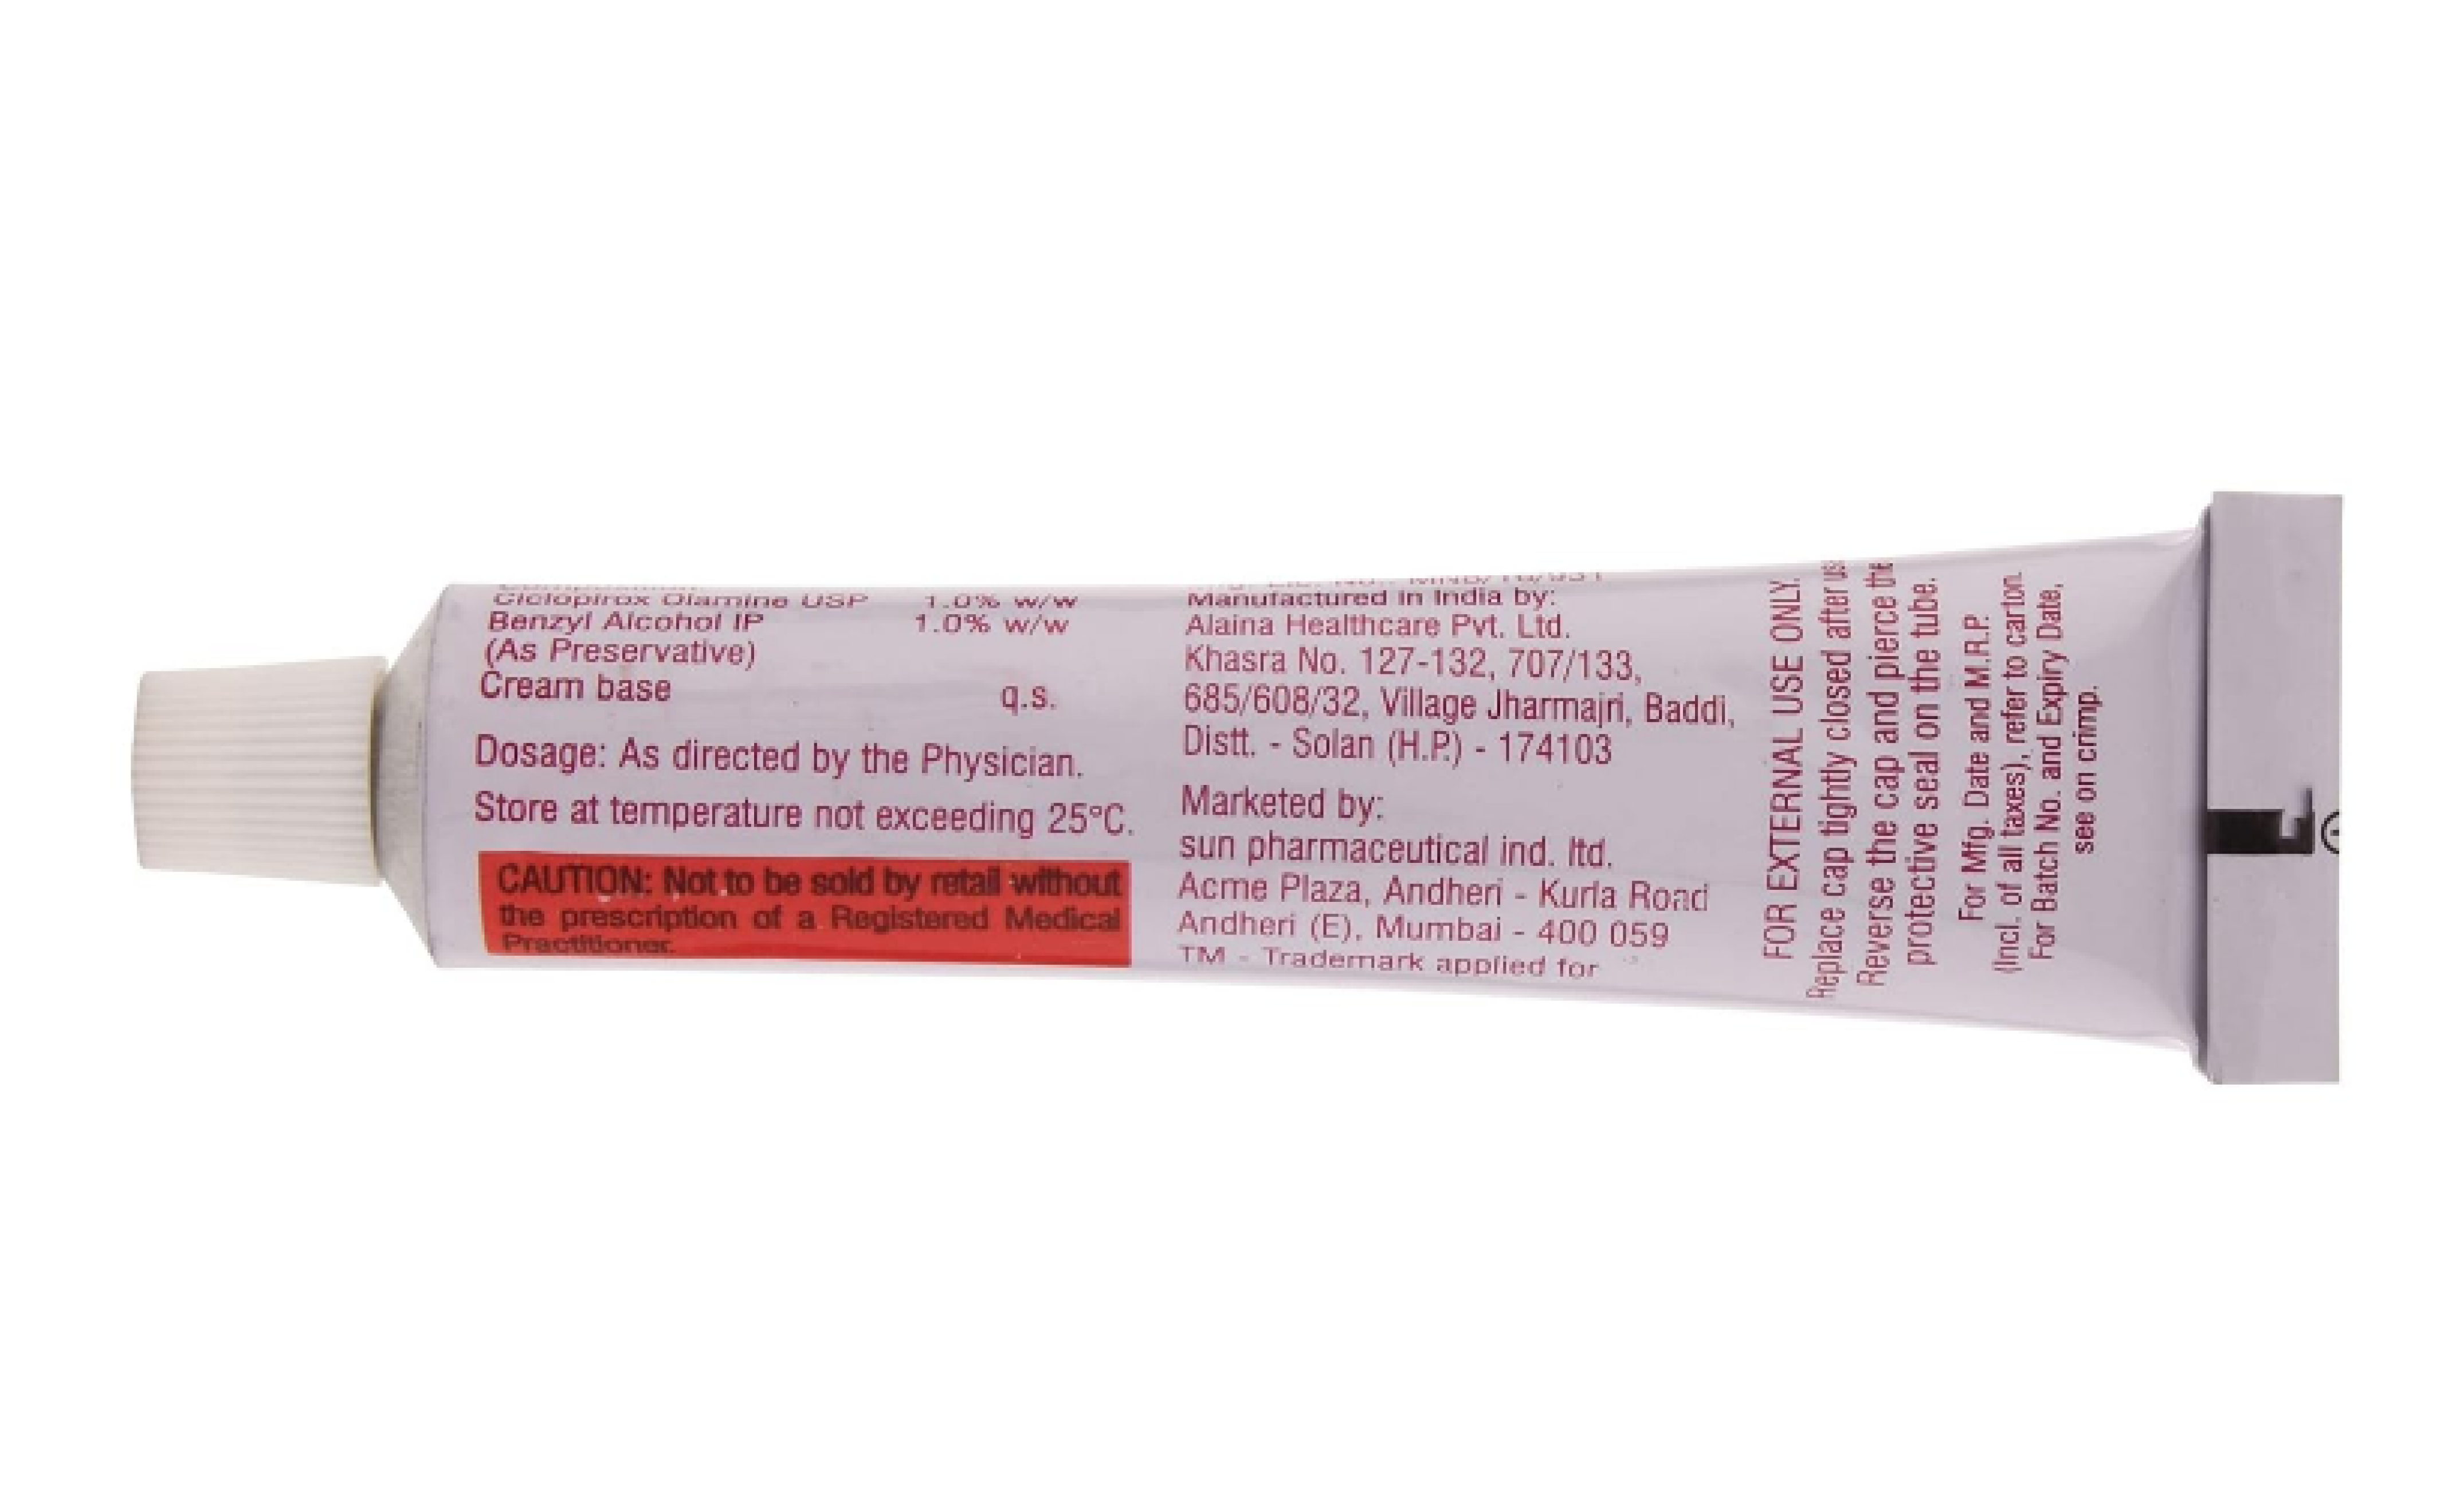 Ciclopirox Olamine USP 1.0% w/w
Benzyl Alcohol IP 1.0% w/w
(As Preservative)
Cream base q.s.
Dosage: As directed by the Physician.
Store at temperature not exceeding 25°C.
CAUTION: Not to be sold by retail without
the prescription of a Registered Medical
Practitioner.
Manufactured in India by:
Alaina Healthcare Pvt. Ltd.
Khasra No. 127-132, 707/133,
685/608/32, Village Jharmajri, Baddi,
Distt. - Solan (H.P.) - 174103
Marketed by:
sun pharmaceutical ind. ltd.
Acme Plaza, Andheri - Kurla Road
Andheri (E), Mumbai - 400 059
TM - Trademark applied for
FOR EXTERNAL USE ONLY.
Replace cap tightly closed after
Reverse the cap and pierce the
protective seal on the tube.
For Mfg. Date and M.R.P.
(Incl. of all taxes), refer to carton.
For Batch No. and Expiry Date,
see on crimp.